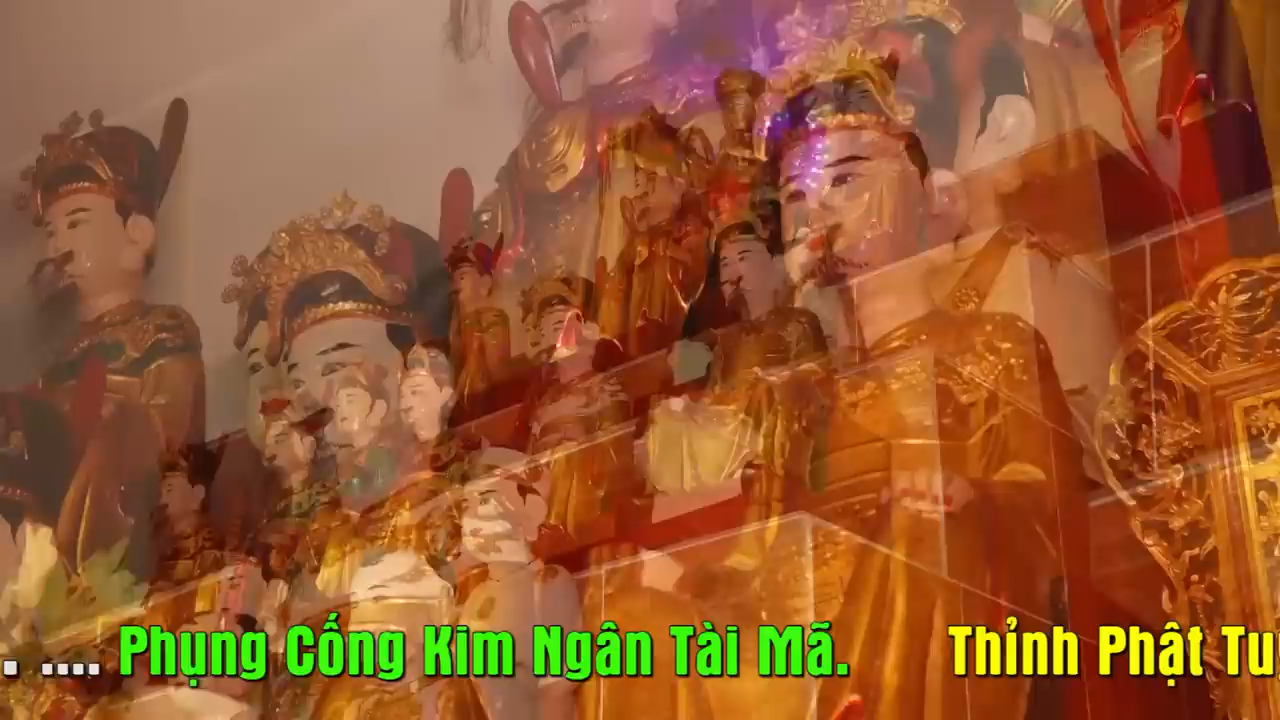 . .... Phụng Cống Kim Ngân Tài Mã. Thỉnh Phật